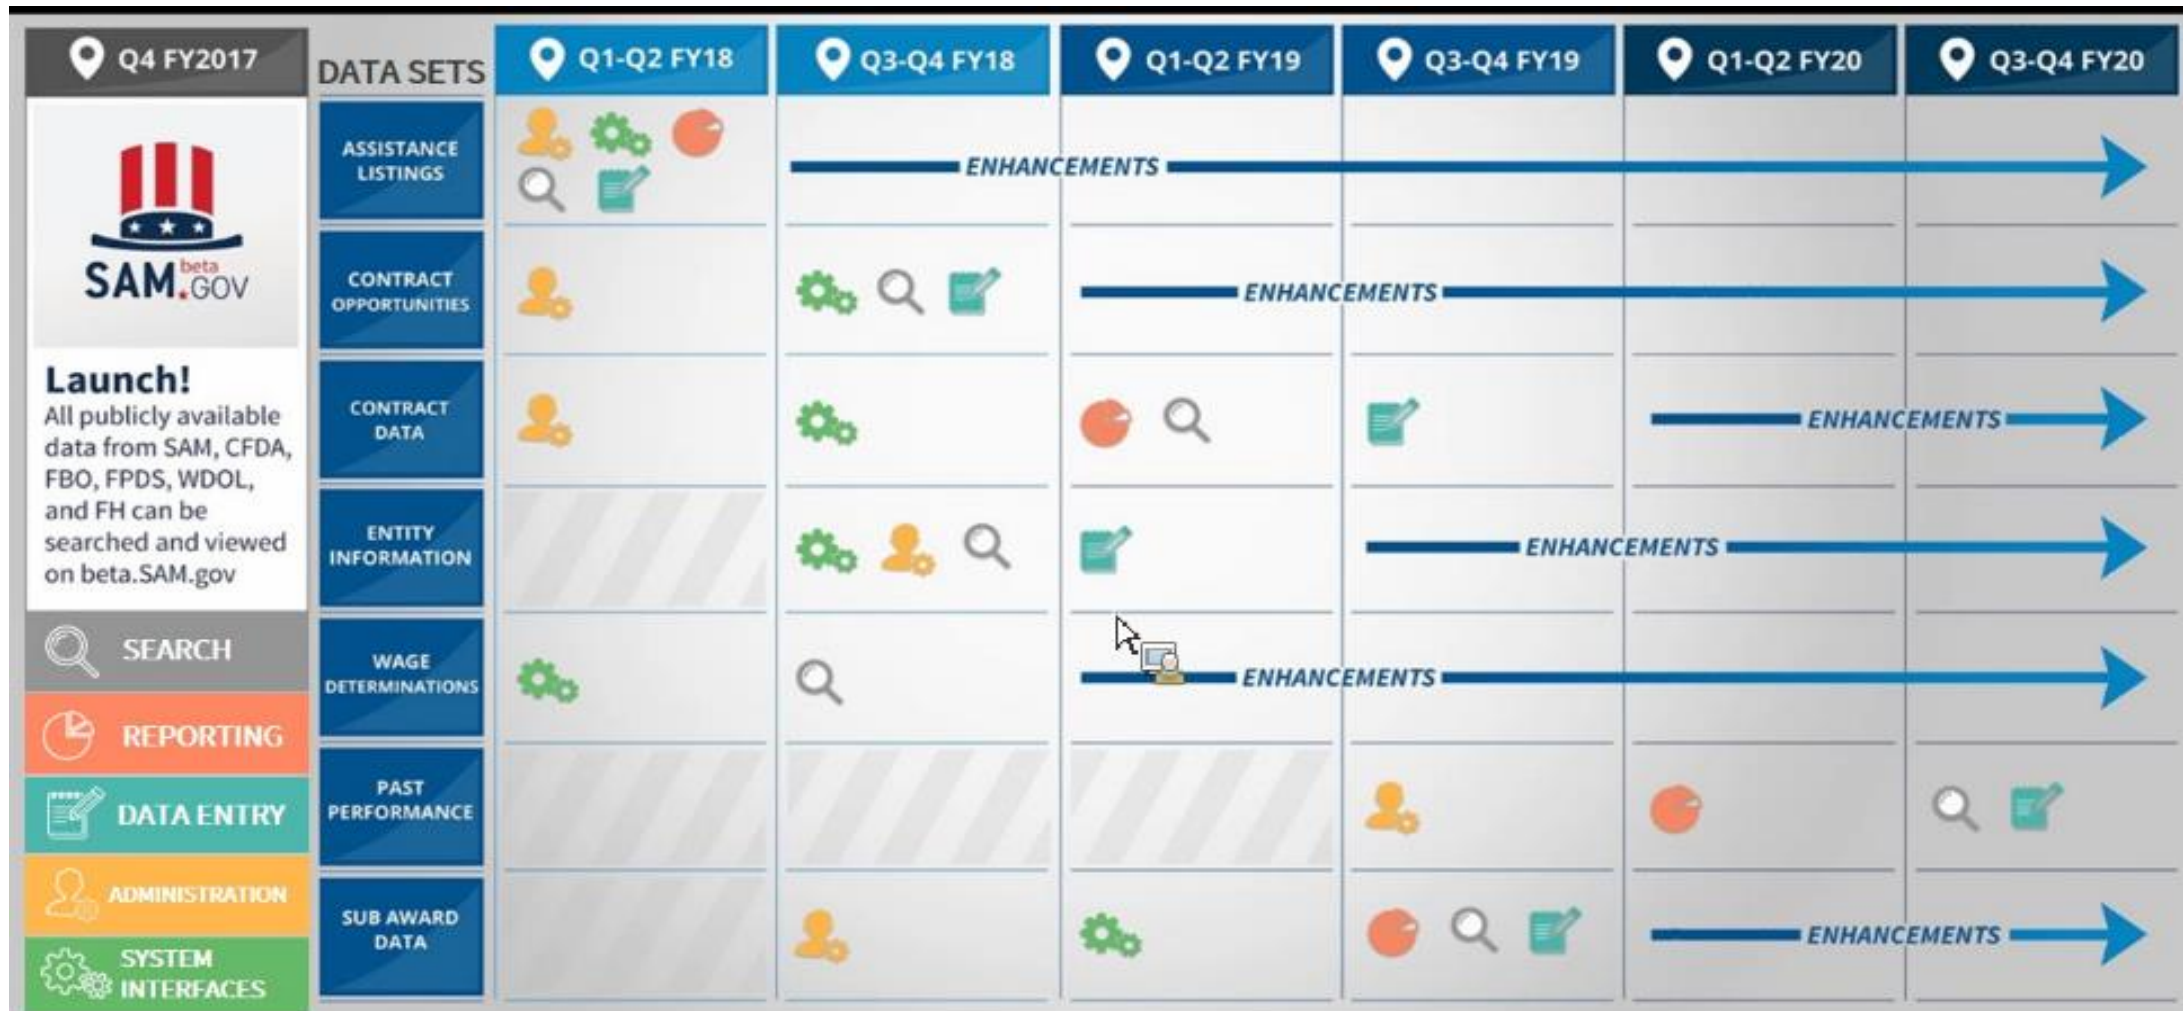 Q4 FY2017
DATA SETS
Q1-Q2 FY18
Q3-Q4 FY18
Q1-Q2 FY19
Q3-Q4 FY19
Q1-Q2 FY20
Q3-Q4 FY20
SAM.GOV beta
Launch!
All publicly available
data from SAM, CFDA,
FBO, FPDS, WDOL,
and FH can be
searched and viewed
on beta.SAM.gov
SEARCH
REPORTING
DATA ENTRY
ADMINISTRATION
SYSTEM
INTERFACES
ASSISTANCE
LISTINGS
ENHANCEMENTS
CONTRACT
OPPORTUNITIES
ENHANCEMENTS
CONTRACT
DATA
ENHANCEMENTS
ENTITY
INFORMATION
ENHANCEMENTS
WAGE
DETERMINATIONS
ENHANCEMENTS
PAST
PERFORMANCE
SUB AWARD
DATA
ENHANCEMENTS